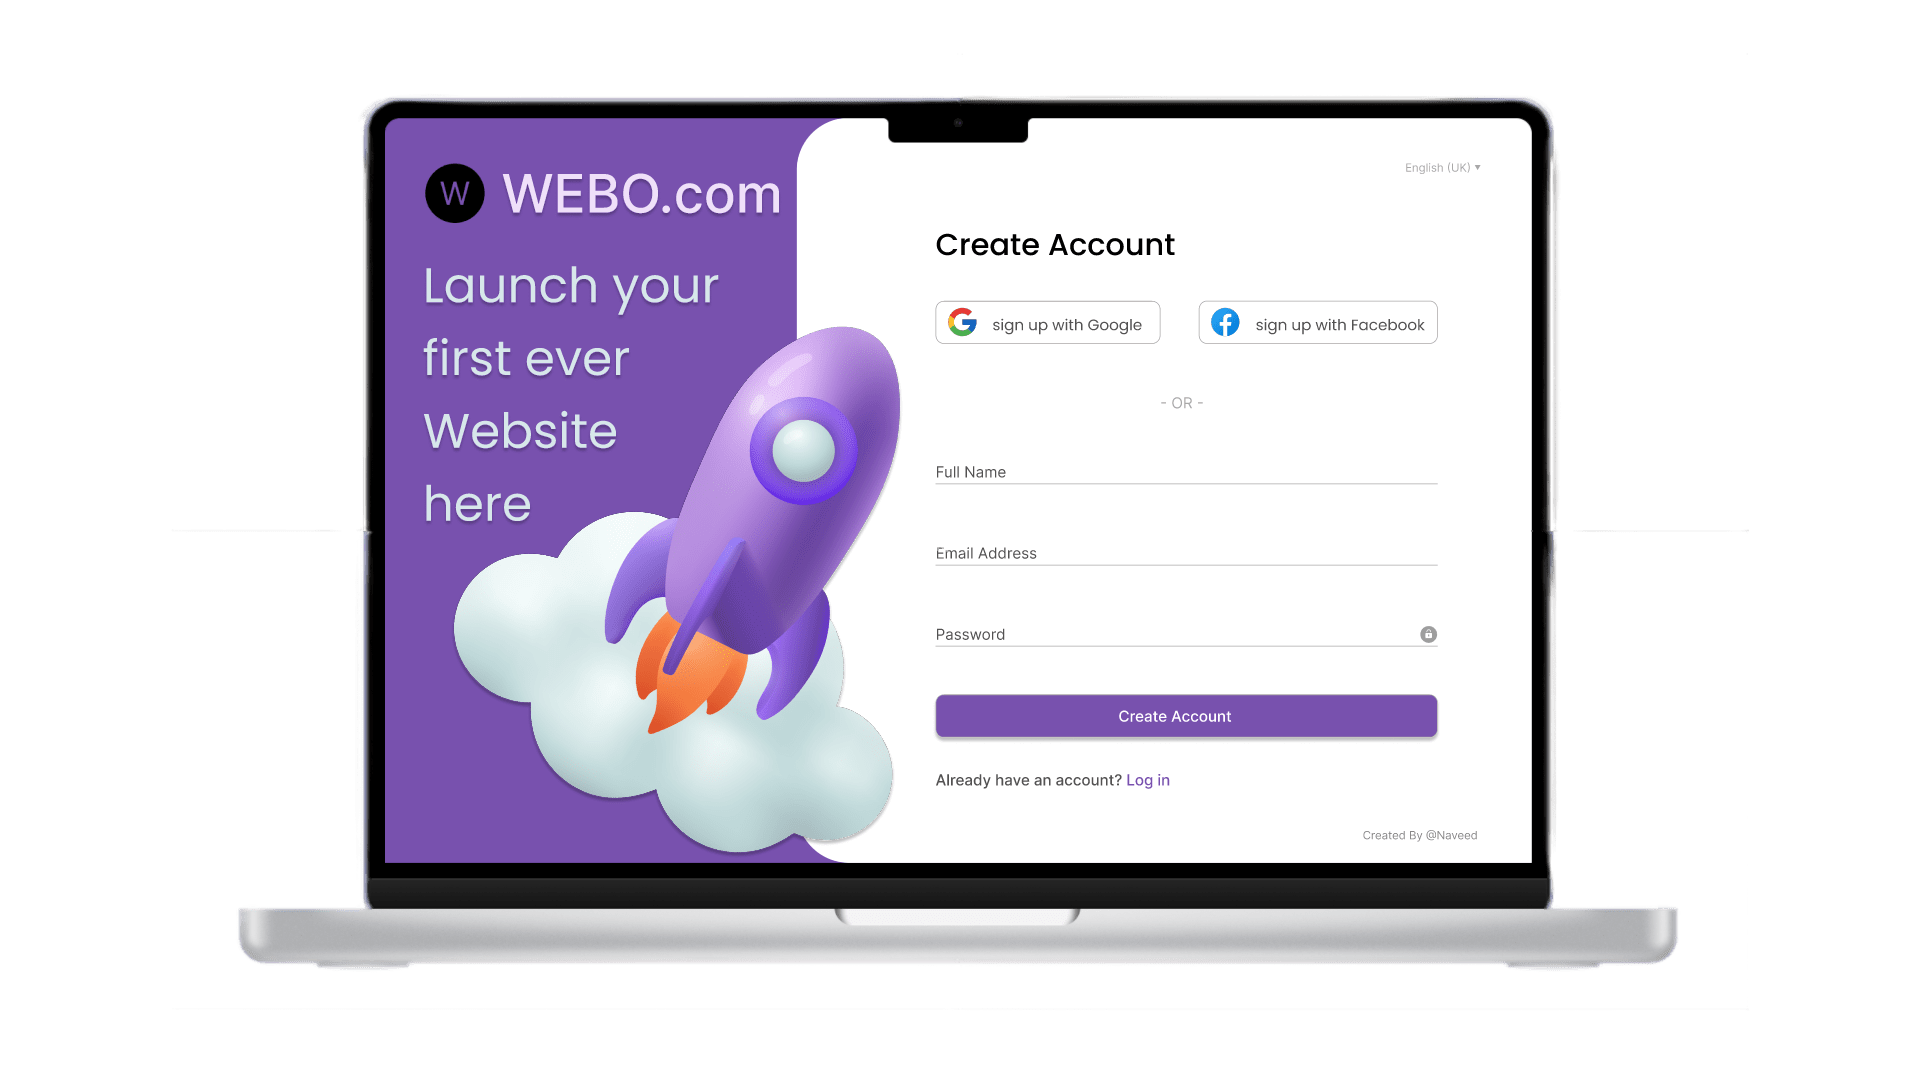 W WEBO.com
Launch your
first ever
Website
here
English (UK) ▾
Create Account
sign up with Google
sign up with Facebook
- OR -
Full Name
Email Address
Password
Create Account
Already have an account? Log in
Created By @Naveed